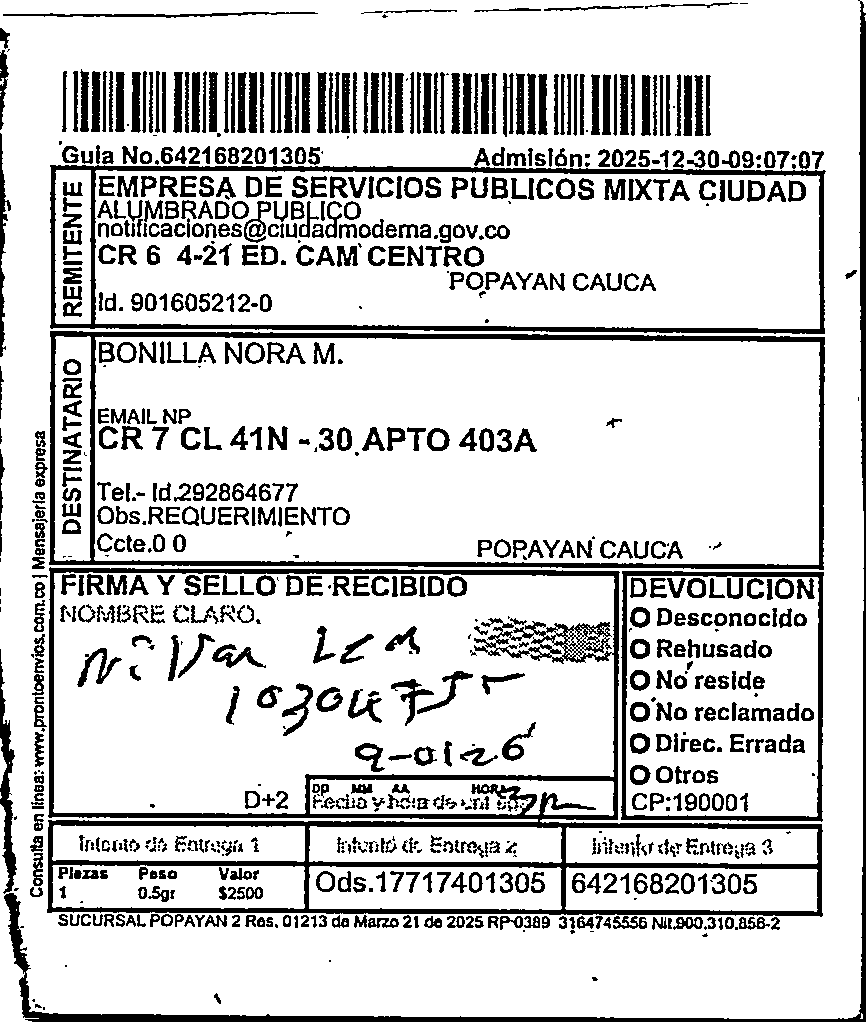 Guia No.642168201305 Admisión: 2025-12-30-09:07:07
REMITENTE
EMPRESA DE SERVICIOS PUBLICOS MIXTA CIUDAD
ALUMBRADO PUBLICO
notificaciones@ciudadmoderna.gov.co
CR 6 4-21 ED. CAM CENTRO
POPAYAN CAUCA
Id. 901605212-0
DESTINATARIO
BONILLA NORA M.
EMAIL NP
CR 7 CL 41N - 30 APTO 403A
Tel.- Id.292864677
Obs.REQUERIMIENTO
Ccte.0 0
POPAYAN CAUCA
Consulta en linea: www.prontoenvios.com.co | Mensajería expresa
FIRMA Y SELLO DE RECIBIDO
NOMBRE CLARO.
9-0126
D+2
DD MM AA HORA
Fecha y hora de
DEVOLUCION
Desconocido
Rehusado
No reside
No reclamado
Direc. Errada
Otros
CP:190001
Intento de Entrega 1 Intento de Entrega 2 Intento de Entrega 3
Piezas Peso Valor
1 0.5gr $2500
Ods.17717401305 642168201305
SUCURSAL POPAYAN 2 Res. 01213 de Marzo 21 de 2025 RP-0389 3164745556 Nit.900.310.856-2